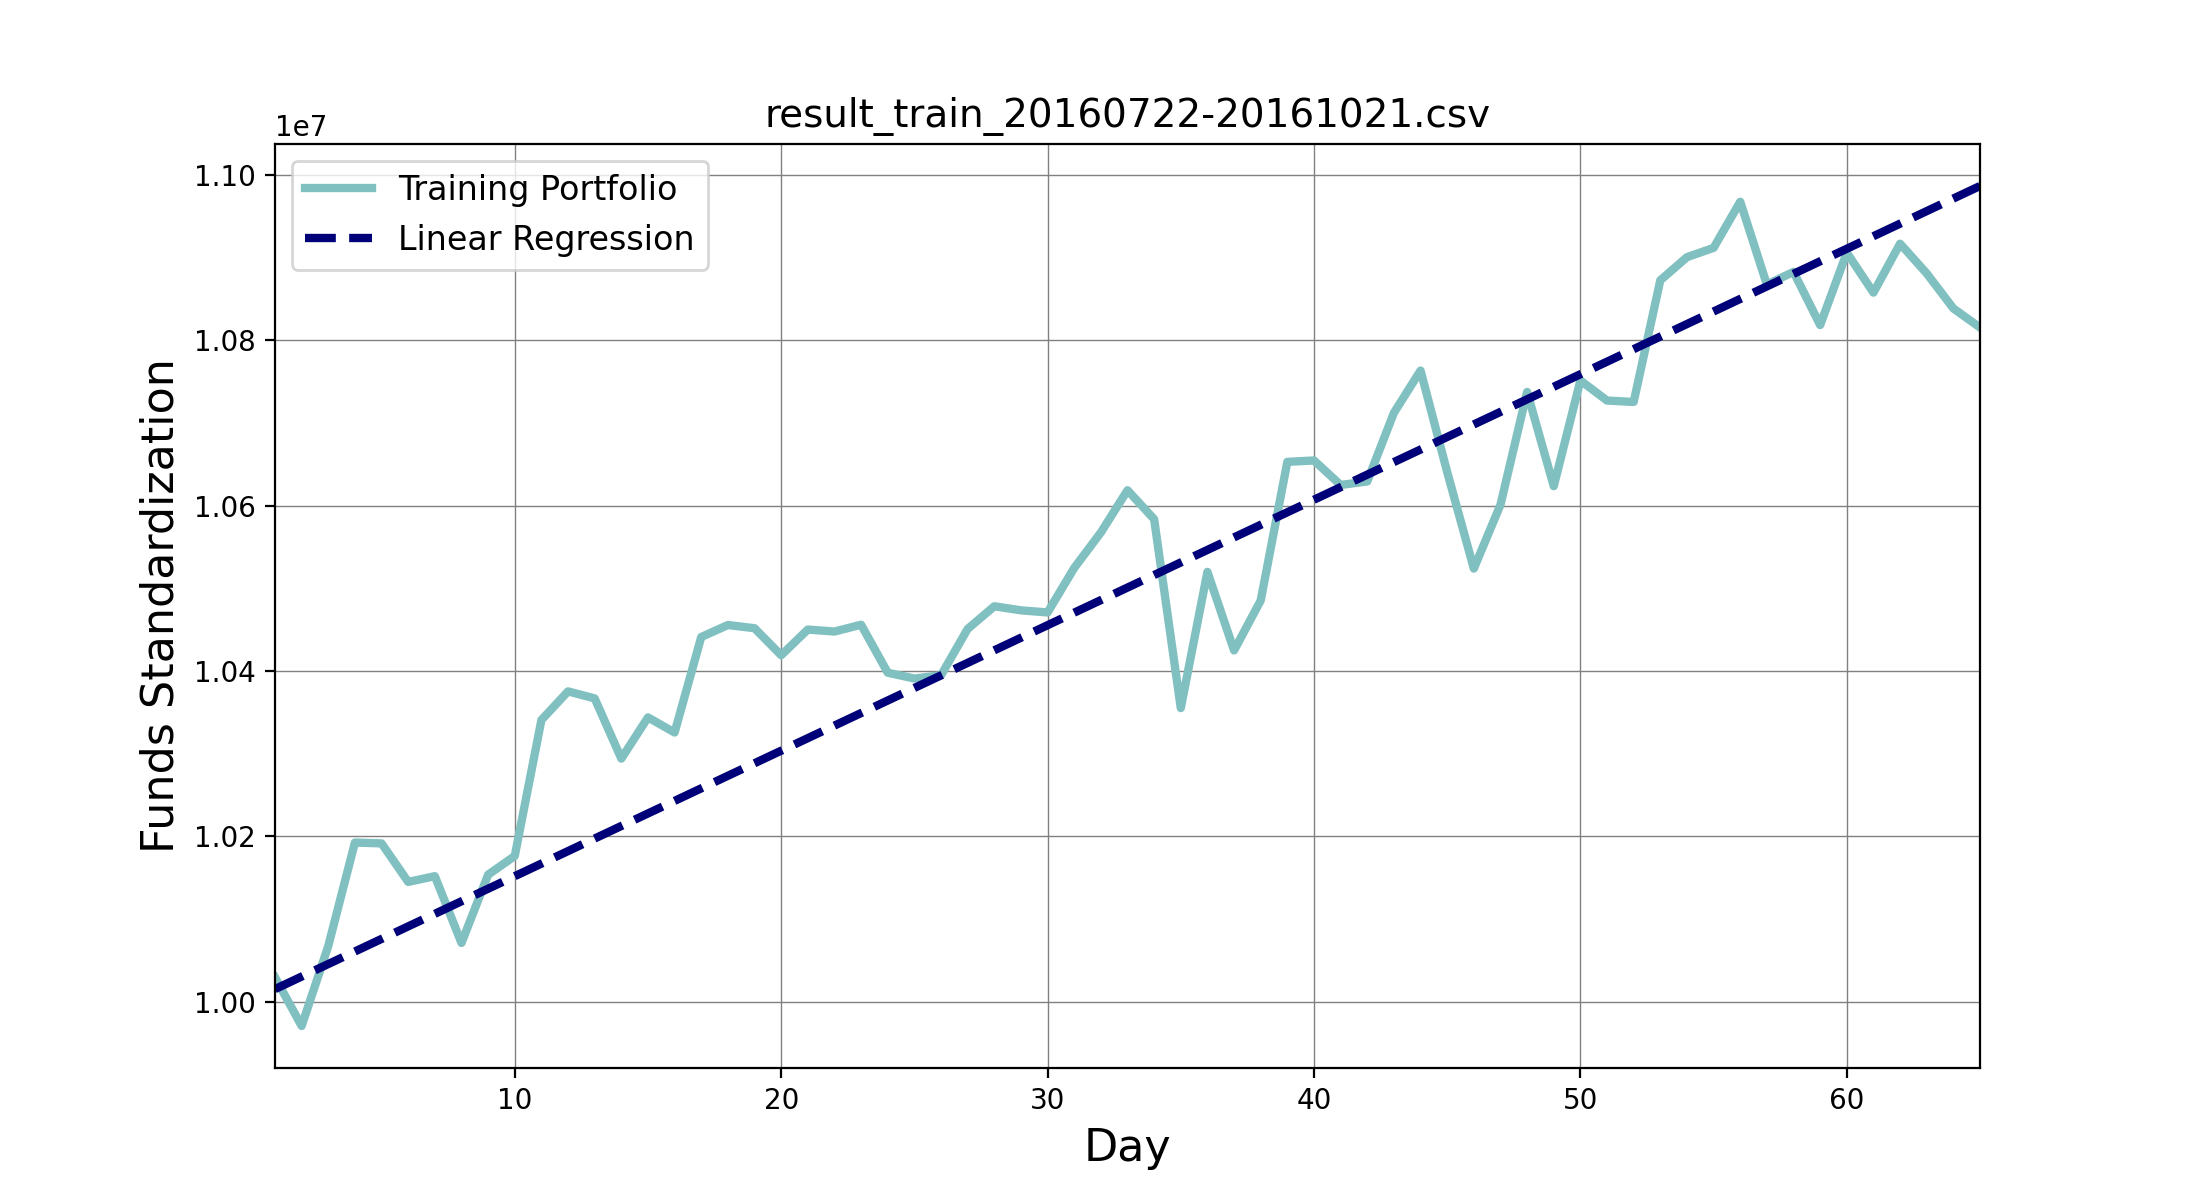 result_train_20160722-20161021.csv
1e7
Training Portfolio
Linear Regression
1.10
1.08
1.06
1.04
1.02
1.00
Funds Standardization
10 20 30 40 50 60
Day